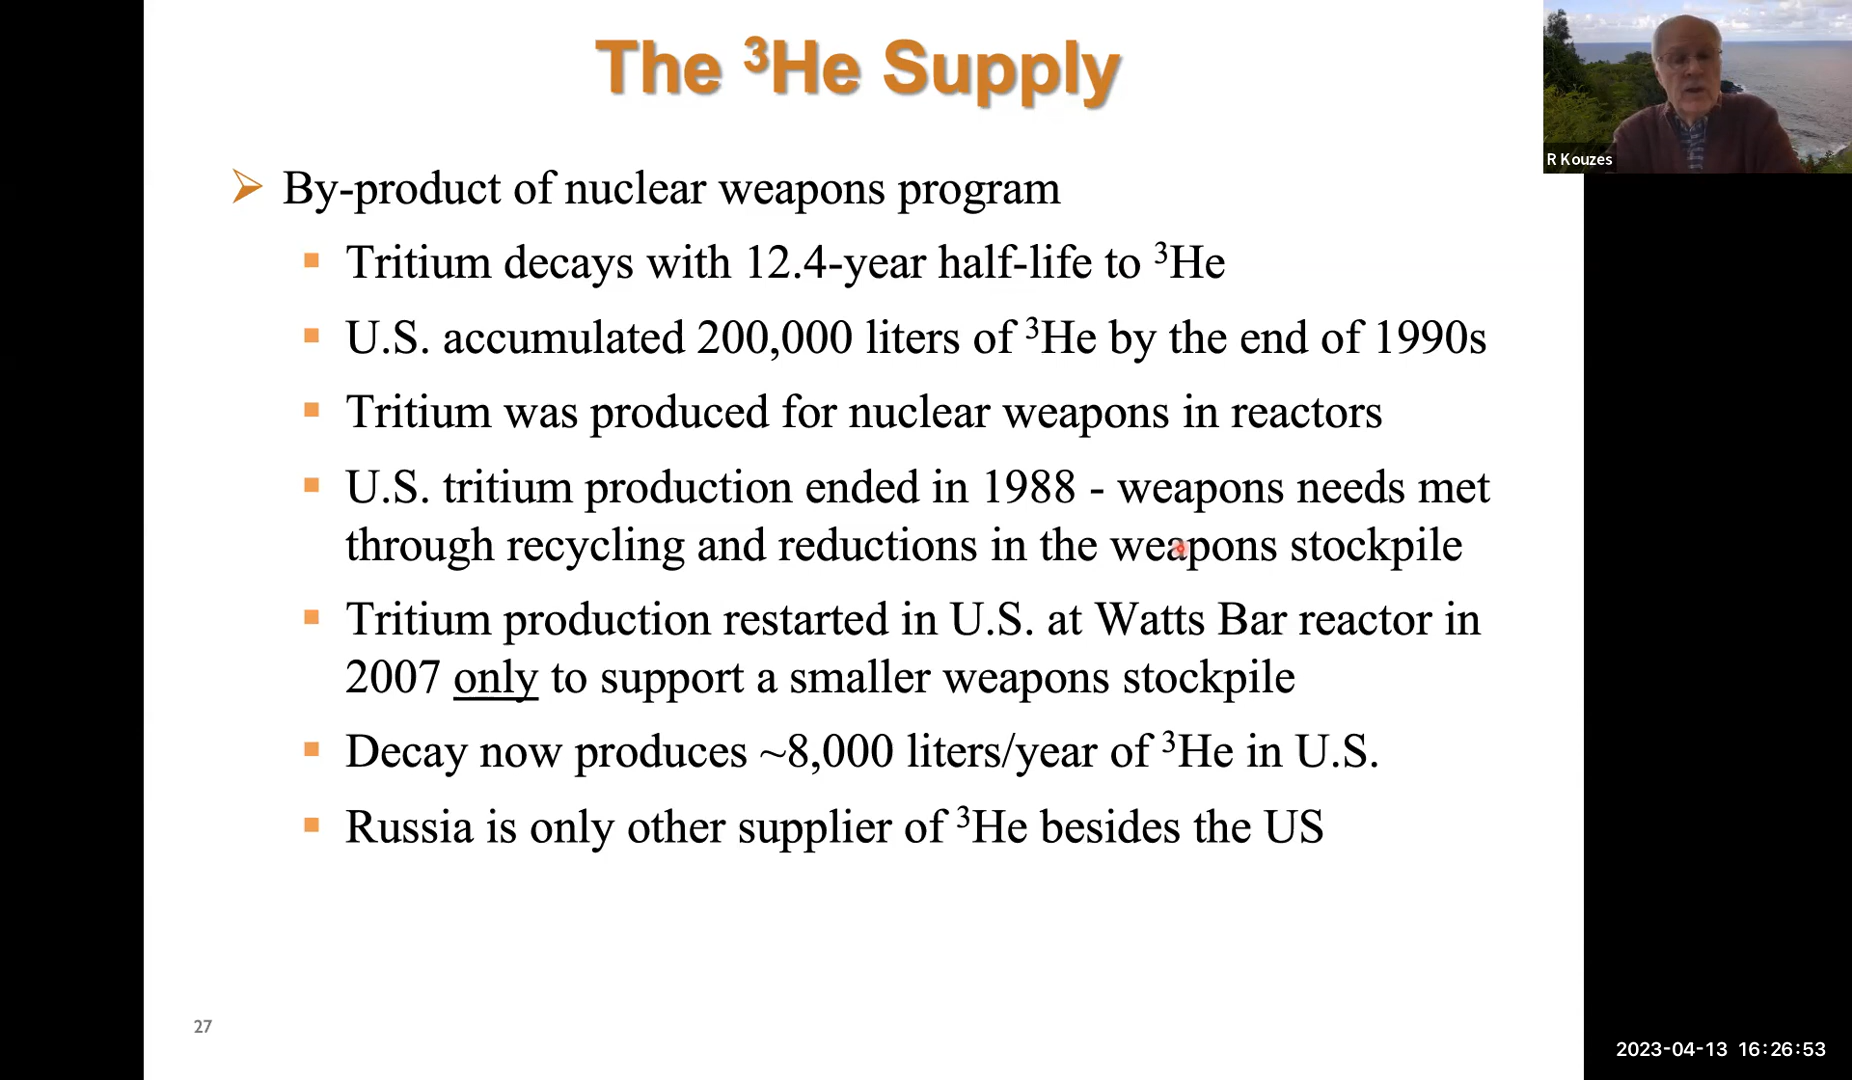 The ³He Supply
R Kouzes
By-product of nuclear weapons program
Tritium decays with 12.4-year half-life to ³He
U.S. accumulated 200,000 liters of ³He by the end of 1990s
Tritium was produced for nuclear weapons in reactors
U.S. tritium production ended in 1988 - weapons needs met
through recycling and reductions in the weapons stockpile
Tritium production restarted in U.S. at Watts Bar reactor in
2007 only to support a smaller weapons stockpile
Decay now produces ~8,000 liters/year of ³He in U.S.
Russia is only other supplier of ³He besides the US
27
2023-04-13 16:26:53